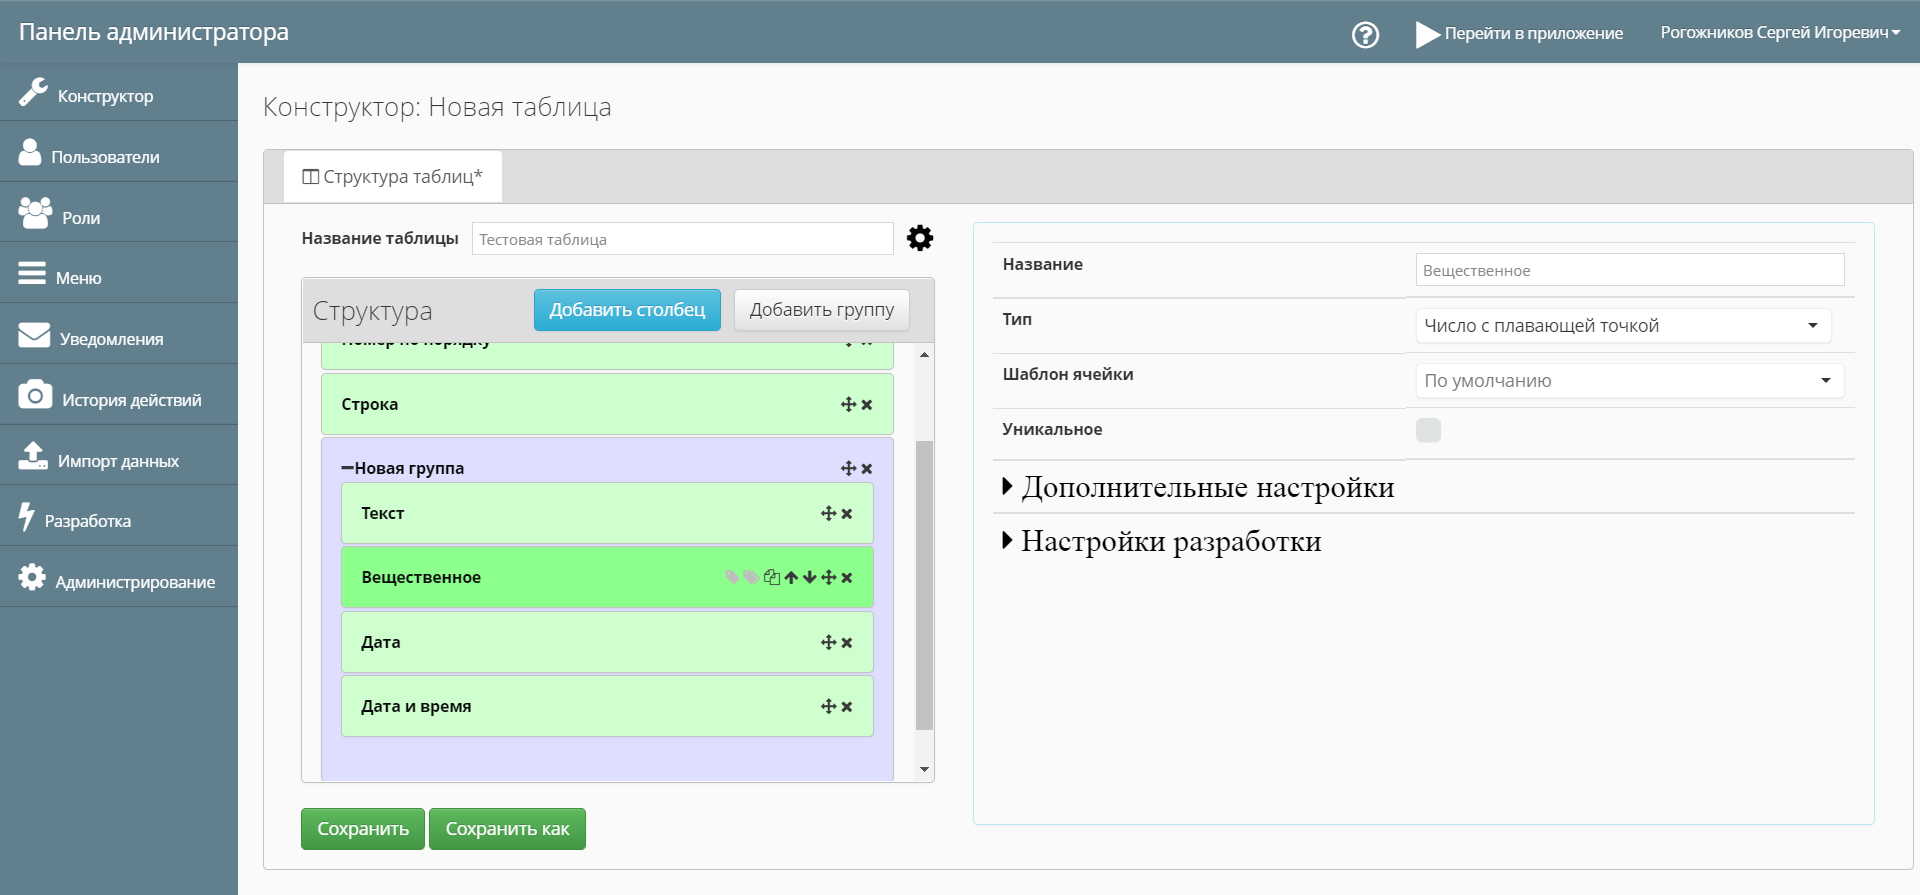 Панель администратора
Перейти в приложение
Рогожников Сергей Игоревич
Конструктор
Пользователи
Роли
Меню
Уведомления
История действий
Импорт данных
Разработка
Администрирование
Конструктор: Новая таблица
Структура таблиц*
Название таблицы
Тестовая таблица
Структура
Добавить столбец
Добавить группу
Номер по порядку
Строка
Новая группа
Текст
Вещественное
Дата
Дата и время
Сохранить
Сохранить как
Название
Вещественное
Тип
Число с плавающей точкой
Шаблон ячейки
По умолчанию
Уникальное
Дополнительные настройки
Настройки разработки